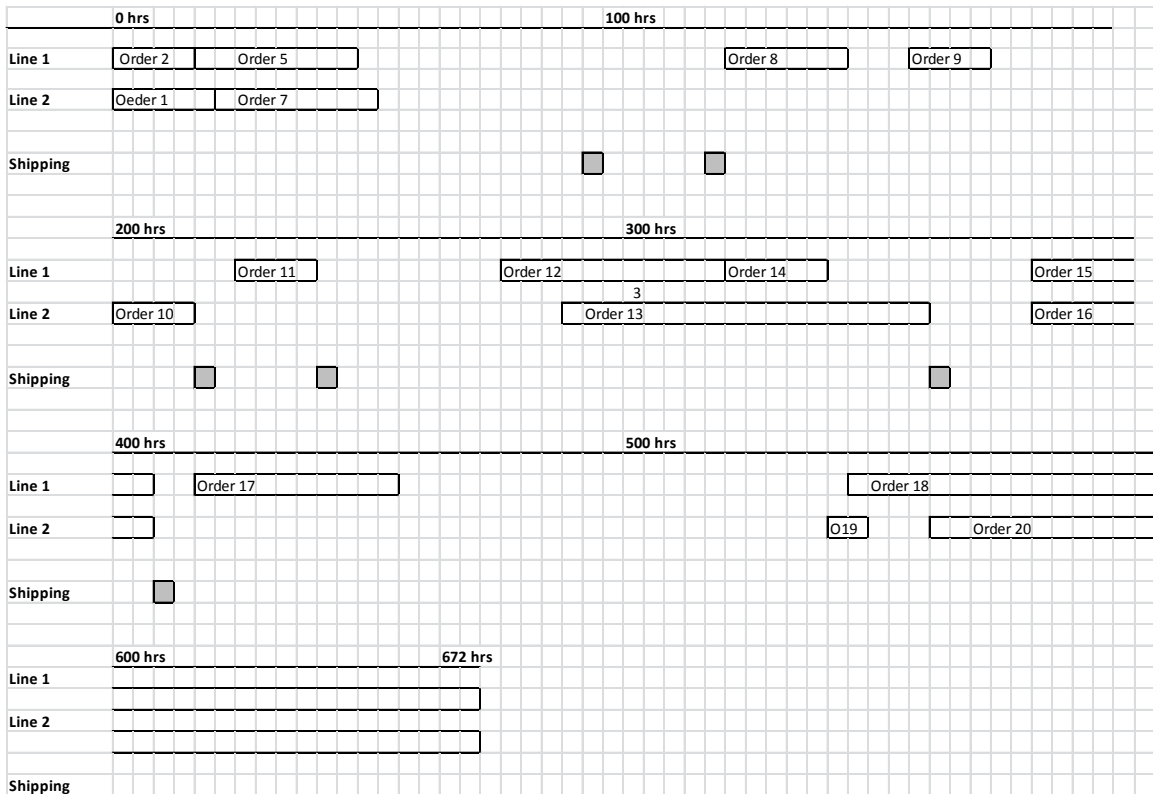 0 hrs 100 hrs
Line 1 Order 2 Order 5 Order 8 Order 9
Line 2 Oeder 1 Order 7
Shipping
200 hrs 300 hrs
Line 1 Order 11 Order 12 Order 14 Order 15
3
Line 2 Order 10 Order 13 Order 16
Shipping
400 hrs 500 hrs
Line 1 Order 17 Order 18
Line 2 O19 Order 20
Shipping
600 hrs 672 hrs
Line 1
Line 2
Shipping